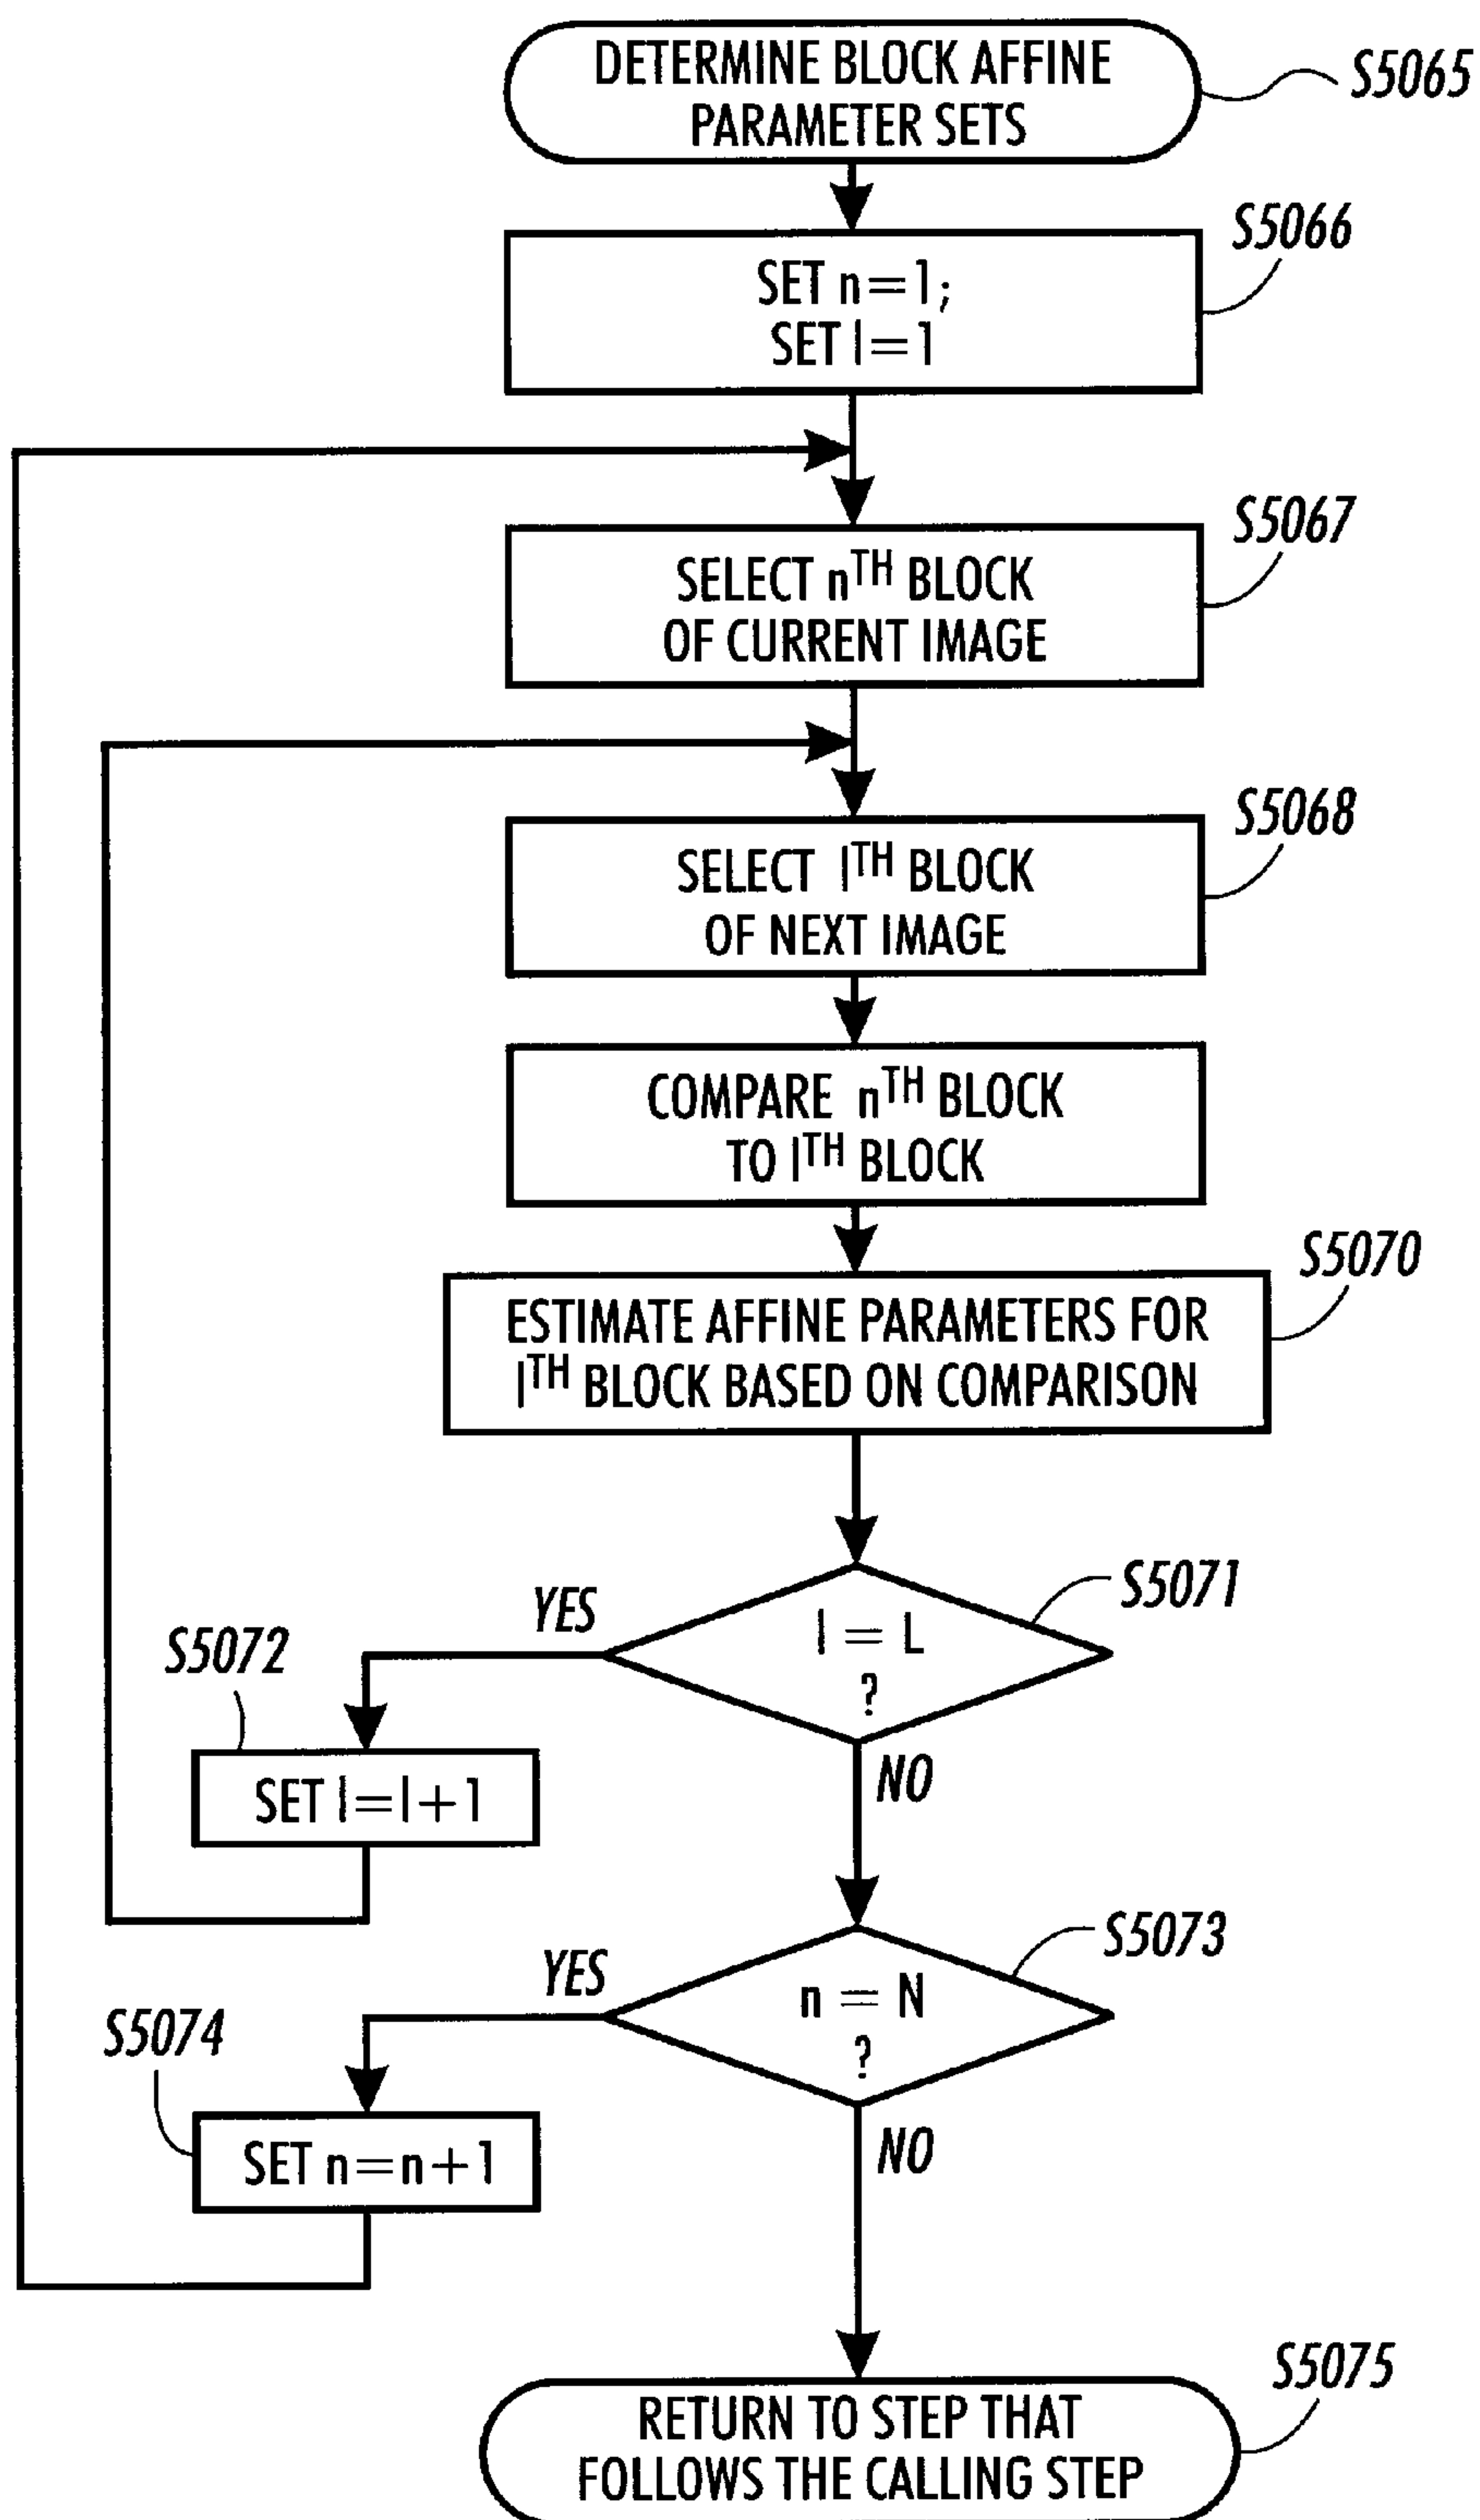 DETERMINE BLOCK AFFINE
PARAMETER SETS
S5065
S5066
SET n=1;
SET l=1
S5067
SELECT nTH BLOCK
OF CURRENT IMAGE
S5068
SELECT lTH BLOCK
OF NEXT IMAGE
COMPARE nTH BLOCK
TO lTH BLOCK
S5070
ESTIMATE AFFINE PARAMETERS FOR
lTH BLOCK BASED ON COMPARISON
S5071
YES
l = L
?
S5072
NO
SET l=l+1
S5073
YES
n = N
?
S5074
NO
SET n=n+1
S5075
RETURN TO STEP THAT
FOLLOWS THE CALLING STEP